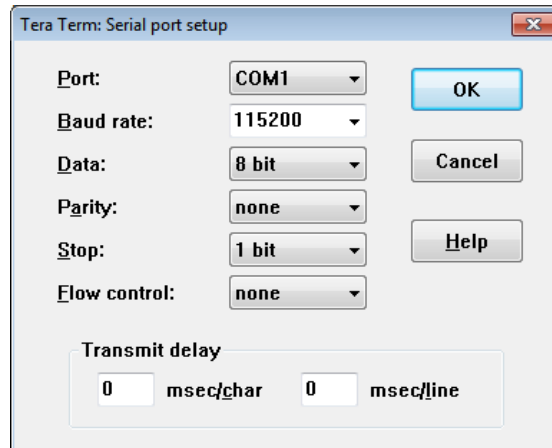 Tera Term: Serial port setup
Port: COM1
OK
Baud rate: 115200
Data: 8 bit
Cancel
Parity: none
Stop: 1 bit
Help
Flow control: none
Transmit delay
0 msec/char 0 msec/line